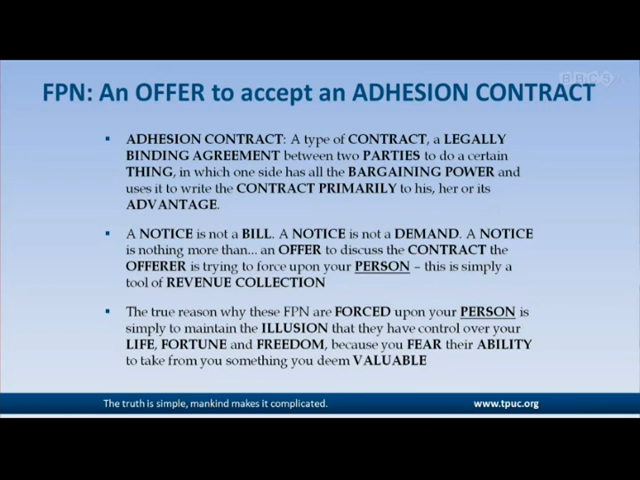 BBC5
FPN: An OFFER to accept an ADHESION CONTRACT
ADHESION CONTRACT: A type of CONTRACT, a LEGALLY
BINDING AGREEMENT between two PARTIES to do a certain
THING, in which one side has all the BARGAINING POWER and
uses it to write the CONTRACT PRIMARILY to his, her or its
ADVANTAGE.
A NOTICE is not a BILL. A NOTICE is not a DEMAND. A NOTICE
is nothing more than... an OFFER to discuss the CONTRACT the
OFFERER is trying to force upon your PERSON – this is simply a
tool of REVENUE COLLECTION
The true reason why these FPN are FORCED upon your PERSON is
simply to maintain the ILLUSION that they have control over your
LIFE, FORTUNE and FREEDOM, because you FEAR their ABILITY
to take from you something you deem VALUABLE
The truth is simple, mankind makes it complicated.
www.tpuc.org